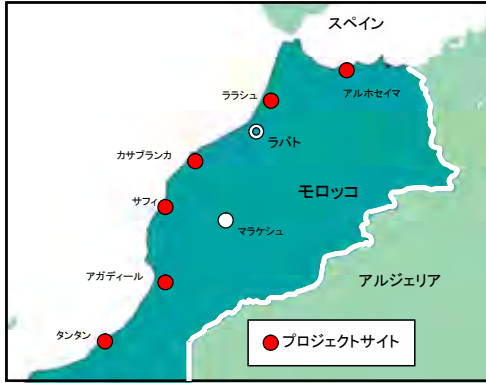 スペイン
アルホセイマ
ララシュ
ラバト
カサブランカ
モロッコ
サフィ
マラケシュ
アガディール
アルジェリア
タンタン
プロジェクトサイト